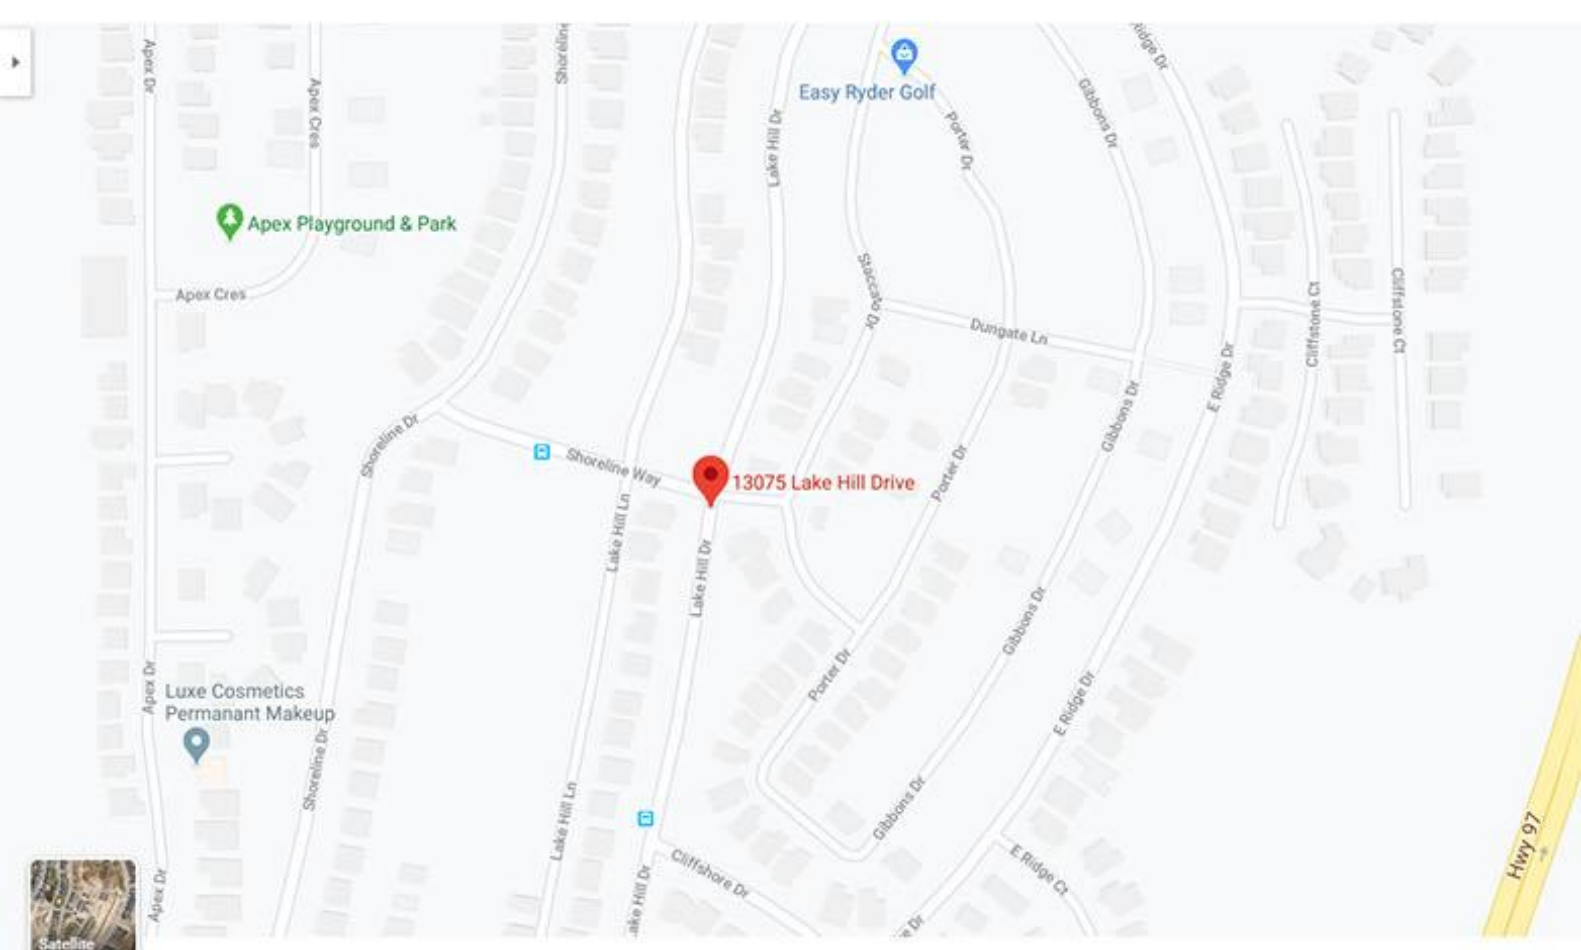 Apex Dr
Apex Cres
Shoreline
Lake Hill Dr
Easy Ryder Golf
Porter Dr
Gibbons Dr
Ridge Dr
Apex Playground & Park
Apex Cres
Staccato Dr
Dungate Ln
Cliffstone Ct
Cliffstone Ct
E Ridge Dr
Gibbons Dr
Shoreline Dr
Shoreline Way
13075 Lake Hill Drive
Porter Dr
Lake Hill Ln
Lake Hill Dr
Gibbons Dr
Porter Dr
E Ridge Dr
Apex Dr
Luxe Cosmetics
Permanant Makeup
Shoreline Dr
Lake Hill Ln
Gibbons Dr
Hwy 97
Cliffshore Dr
E Ridge Ct
Apex Dr
ake Hill Dr
e Dr
Satellite